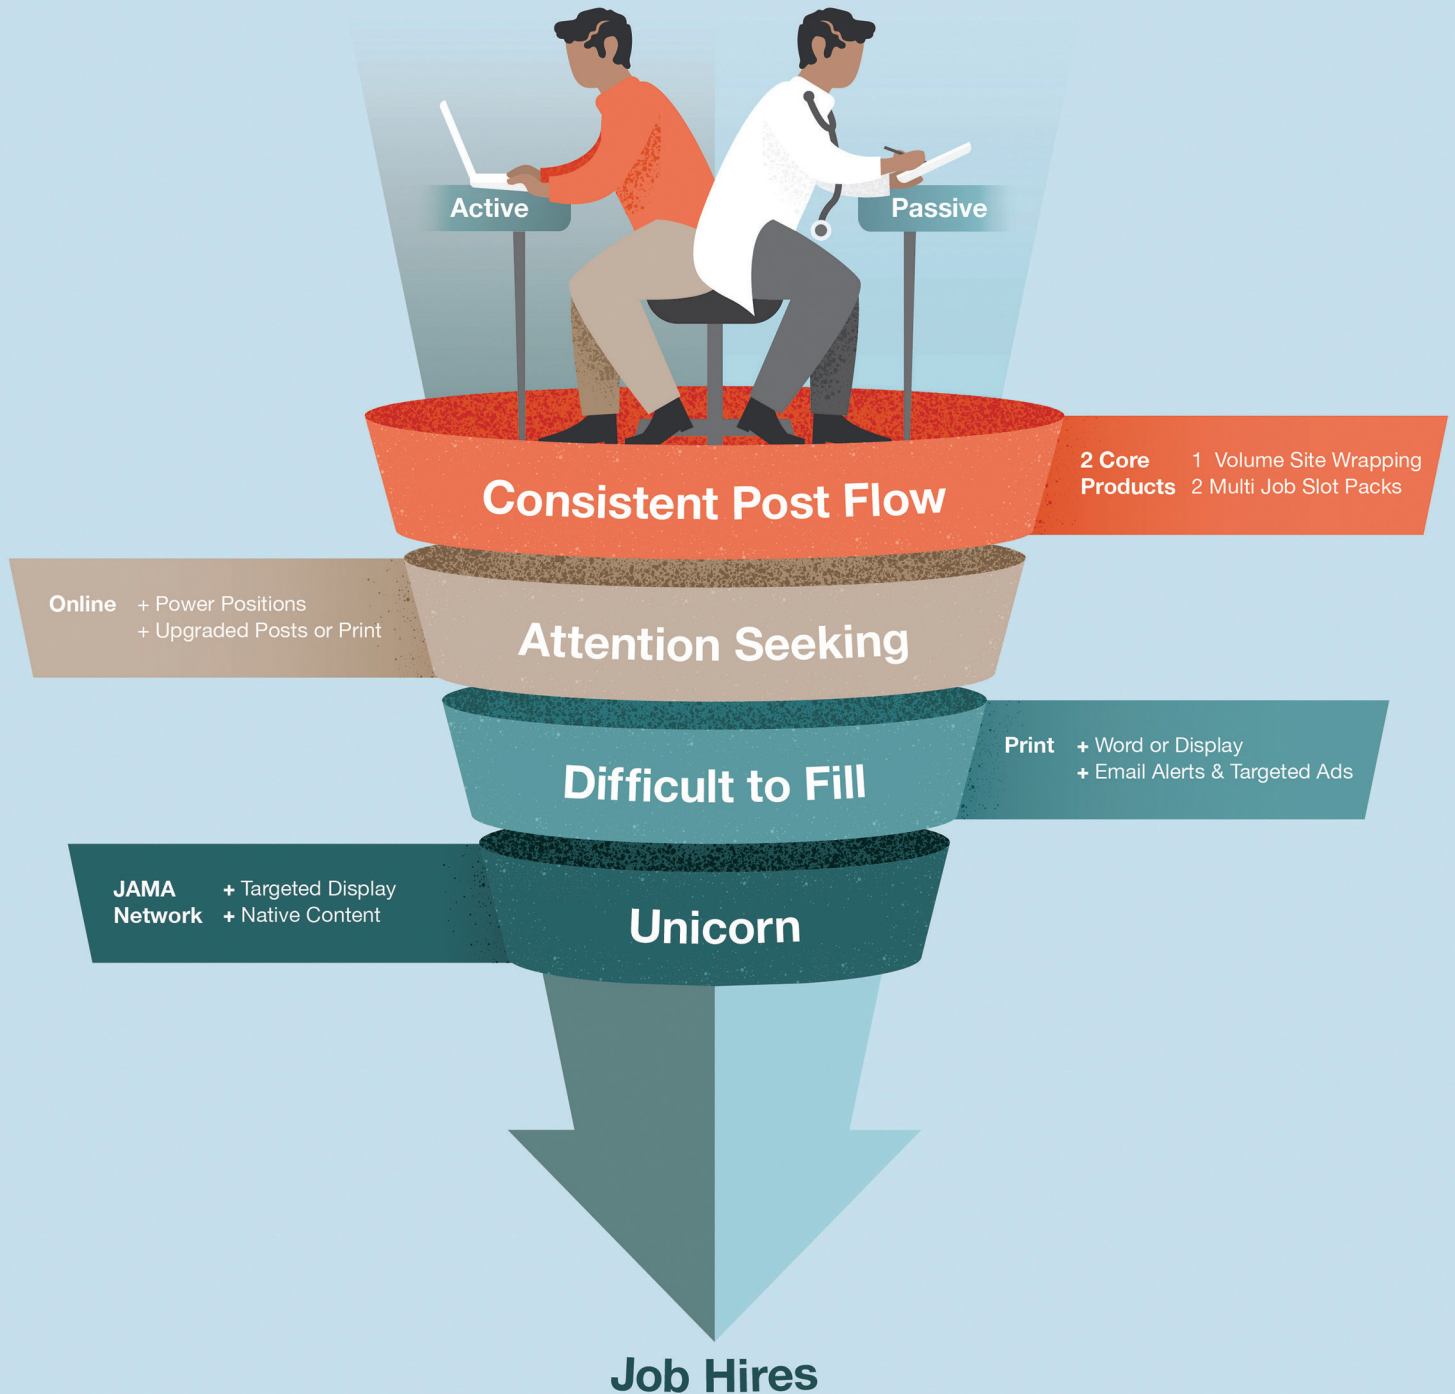 Active
Passive
Consistent Post Flow
2 Core Products
1 Volume Site Wrapping
2 Multi Job Slot Packs
Attention Seeking
Online
+ Power Positions
+ Upgraded Posts or Print
Difficult to Fill
Print
+ Word or Display
+ Email Alerts & Targeted Ads
Unicorn
JAMA
Network
+ Targeted Display
+ Native Content
Job Hires